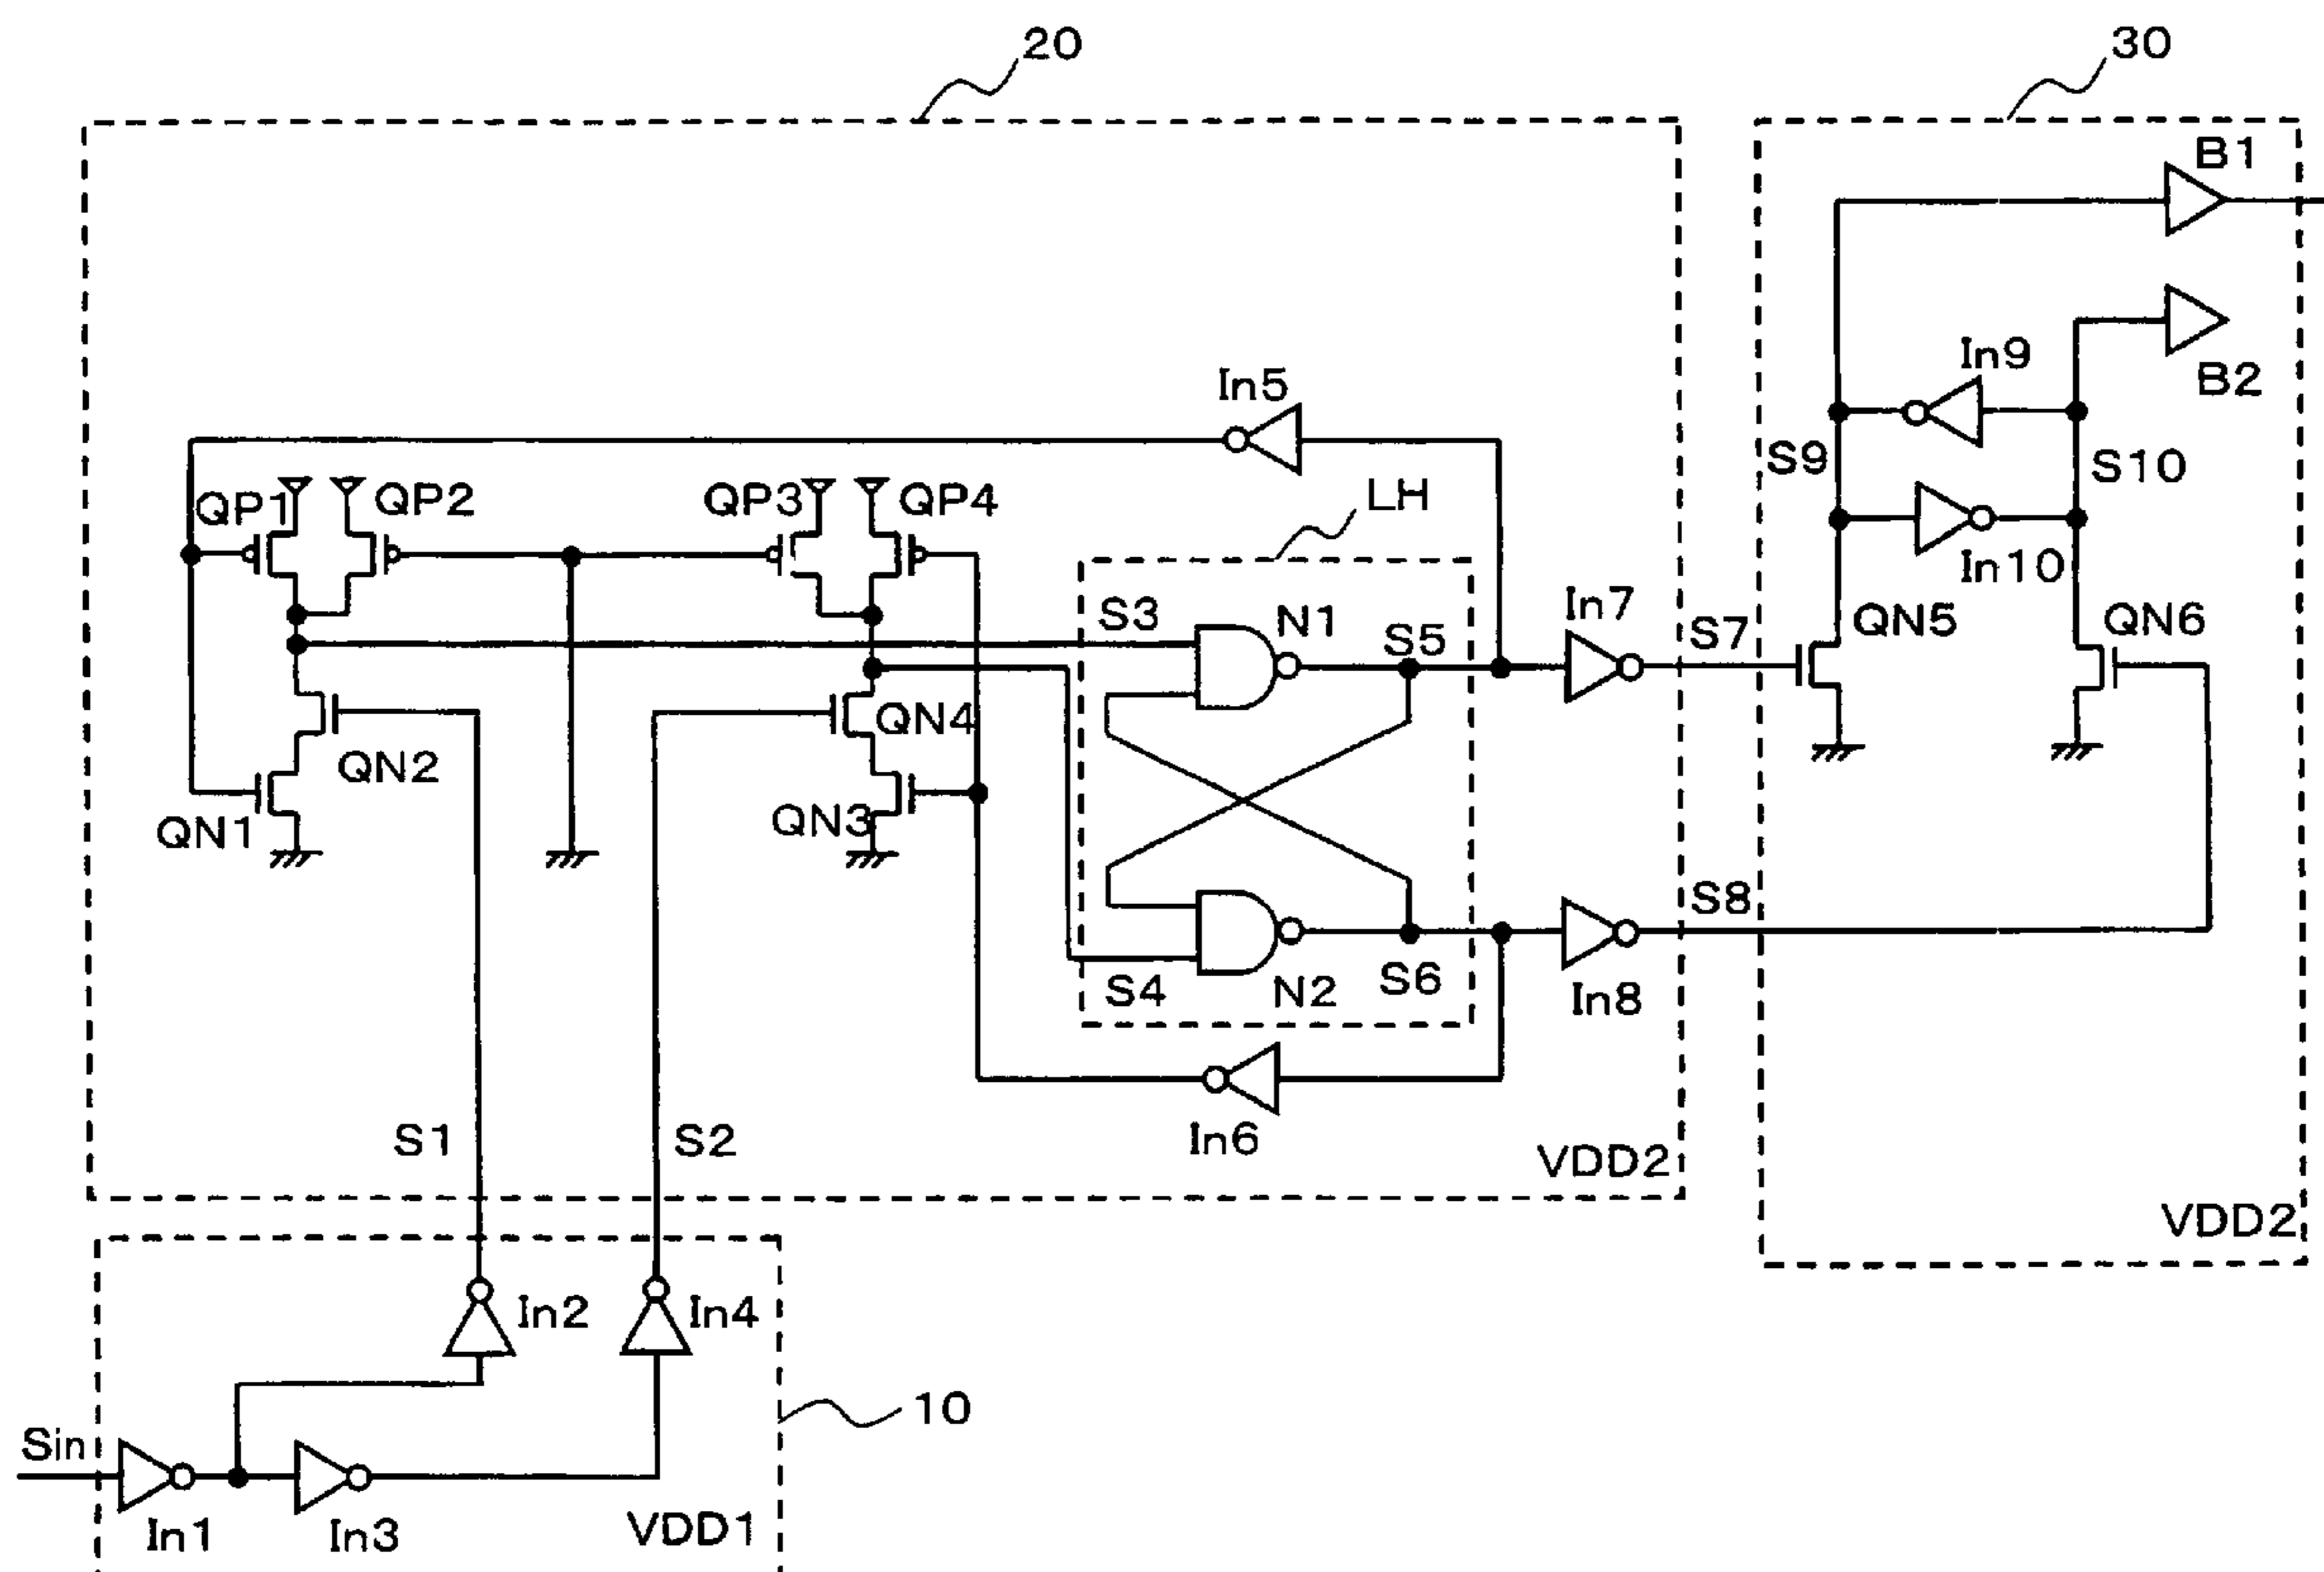 20
30
B1
B2
In9
In5
S9
S10
QP1
QP2
QP3
QP4
LH
In10
S3
N1
S5
In7
S7
QN5
QN6
QN4
QN2
QN1
QN3
S8
S4
N2
S6
In8
S1
S2
In6
VDD2
VDD2
In2
In4
10
Sin
In1
In3
VDD1